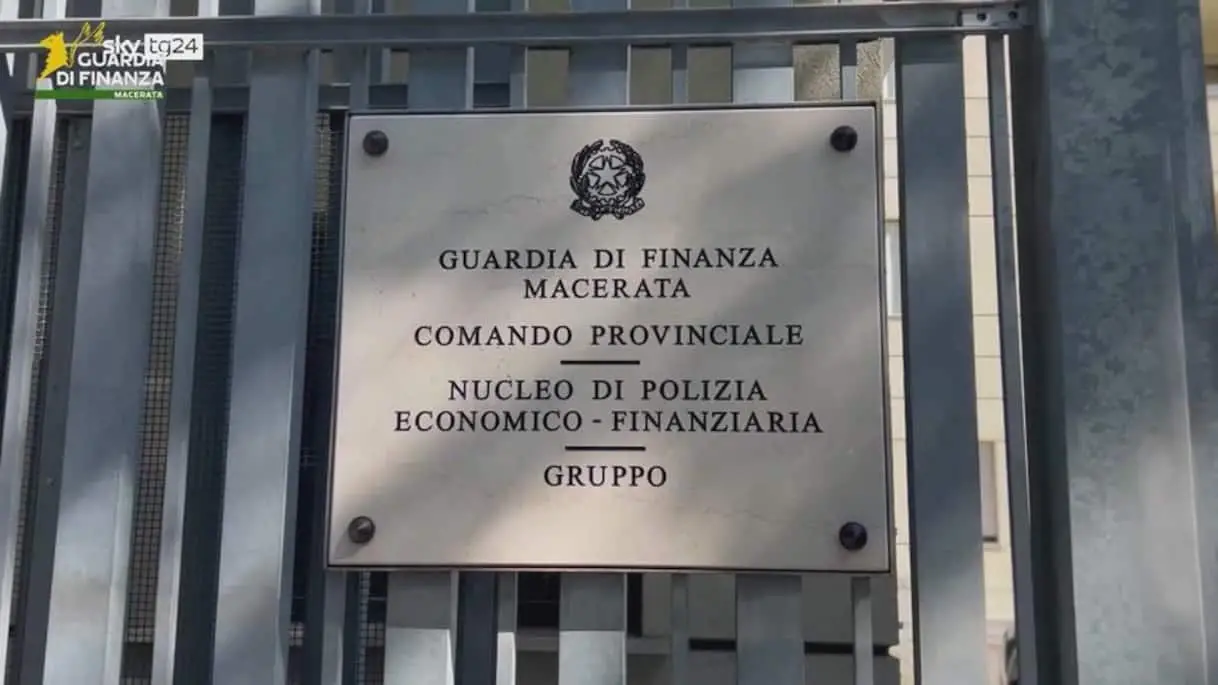 sky tg24
GUARDIA
DI FINANZA
MACERATA
GUARDIA DI FINANZA
MACERATA
COMANDO PROVINCIALE
NUCLEO DI POLIZIA
ECONOMICO - FINANZIARIA
GRUPPO